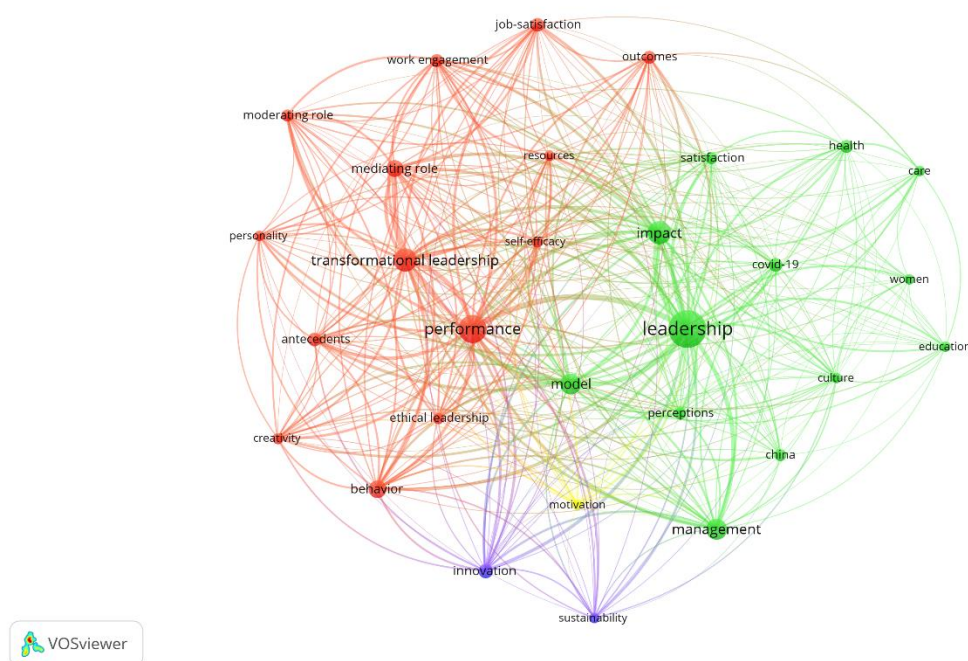 job-satisfaction
work engagement
outcomes
moderating role
resources
satisfaction
health
mediating role
care
personality
self-efficacy
impact
transformational leadership
covid-19
women
performance
leadership
antecedents
education
model
culture
ethical leadership
perceptions
creativity
china
behavior
motivation
management
innovation
sustainability
VOSviewer